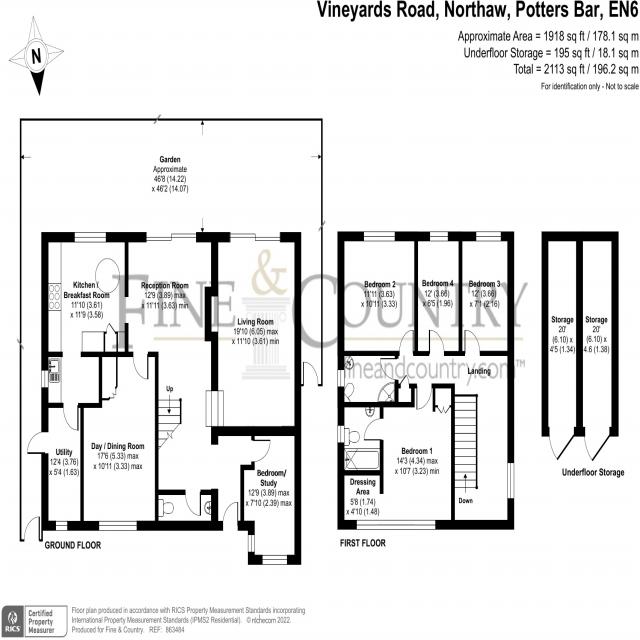 Vineyards Road, Northaw, Potters Bar, EN6
Approximate Area = 1918 sq ft / 178.1 sq m
Underfloor Storage = 195 sq ft / 18.1 sq m
Total = 2113 sq ft / 196.2 sq m
For identification only - Not to scale
N
Garden
Approximate
46'8 (14.22)
x 46'2 (14.07)
Kitchen /
Breakfast Room
11'10 (3.61)
x 11'9 (3.58)
Reception Room
12'9 (3.89) max
x 11'11 (3.63) min
Living Room
19'10 (6.05) max
x 11'10 (3.61) min
Up
Day / Dining Room
17'6 (5.33) max
x 10'11 (3.33) max
Utility
12'4 (3.76)
x 5'4 (1.63)
Bedroom/
Study
12'9 (3.89) max
x 7'10 (2.39) max
GROUND FLOOR
Bedroom 2
11'11 (3.63)
x 10'11 (3.33)
Bedroom 4
12' (3.66)
x 6'5 (1.96)
Bedroom 3
12' (3.66)
x 7'1 (2.16)
Landing
Bedroom 1
14'3 (4.34) max
x 10'7 (3.23) min
Dressing
Area
5'8 (1.74)
x 4'10 (1.48)
Down
FIRST FLOOR
Storage
20'
(6.10) x
4'5 (1.34)
Storage
20'
(6.10) x
4.6 (1.38)
Underfloor Storage
FINE & COUNTRY
fineandcountry.com™
RICS
Certified
Property
Measurer
Floor plan produced in accordance with RICS Property Measurement Standards incorporating
International Property Measurement Standards (IPMS2 Residential). © nichecom 2022.
Produced for Fine & Country. REF: 863484